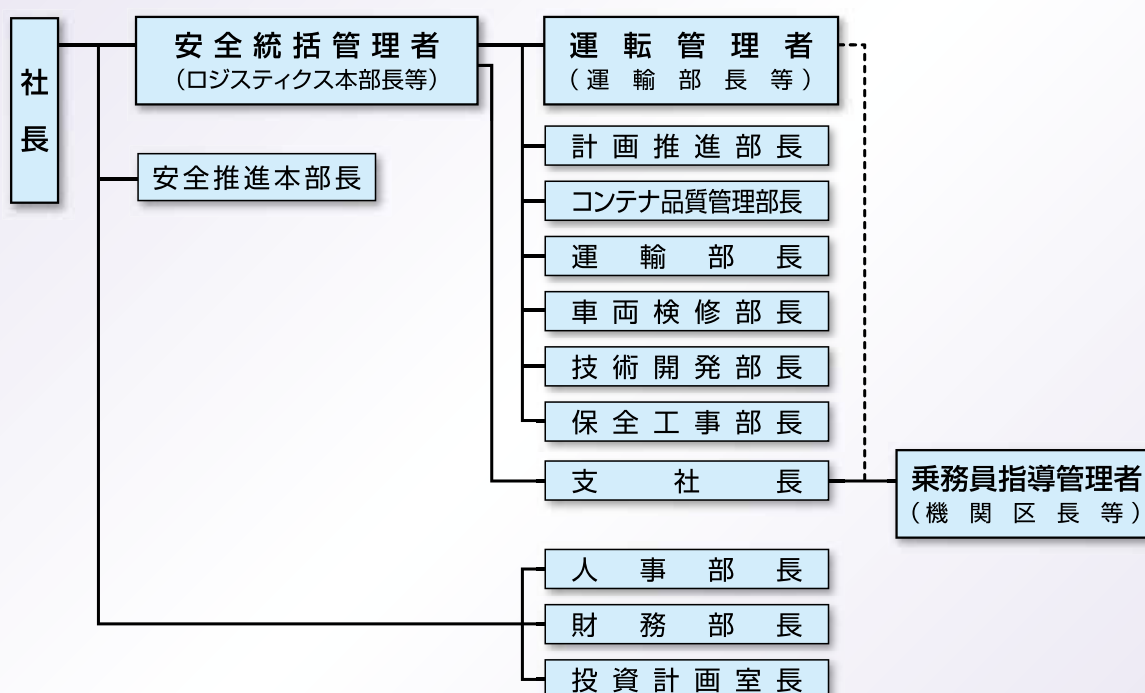 社長
安全統括管理者
（ロジスティクス本部長等）
安全推進本部長
運転管理者
（運輸部長等）
計画推進部長
コンテナ品質管理部長
運輸部長
車両検修部長
技術開発部長
保全工事部長
支社長
乗務員指導管理者
（機関区長等）
人事部長
財務部長
投資計画室長